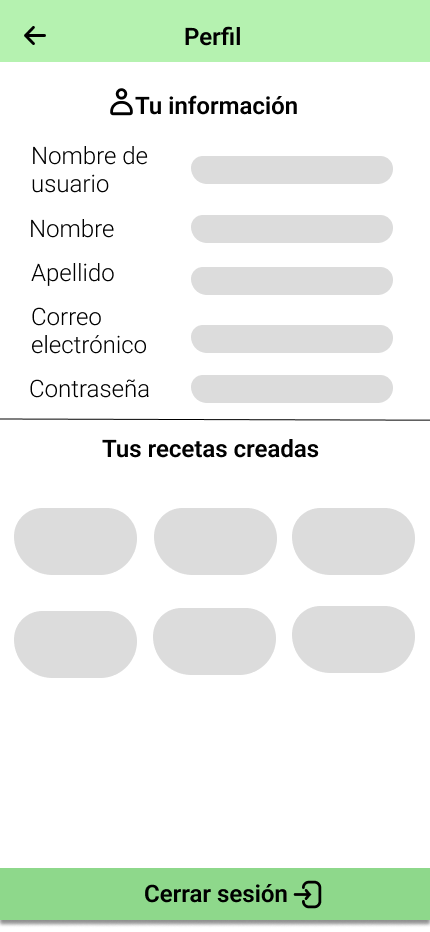 Perfil
Tu información
Nombre de
usuario
Nombre
Apellido
Correo
electrónico
Contraseña
Tus recetas creadas
Cerrar sesión